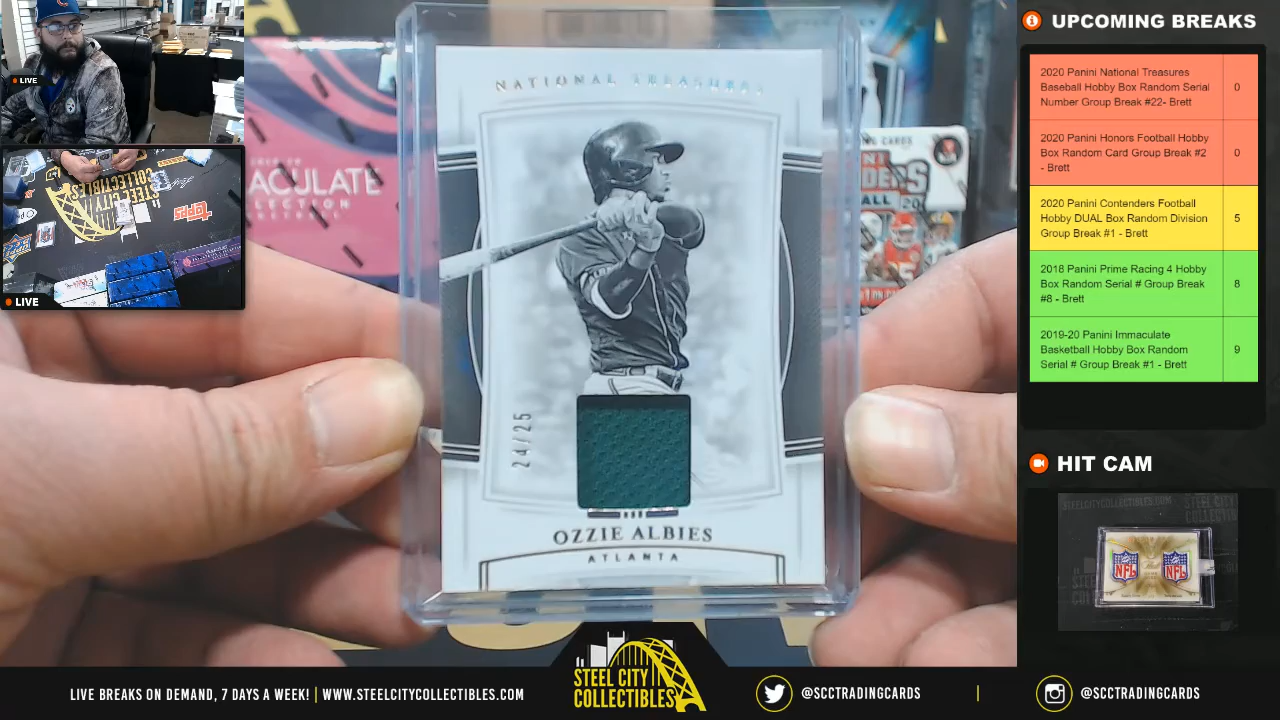 LIVE
LIVE
topps
ACULATE
LECTION
NATIONAL TREASURES
24/25
OZZIE ALBIES
ATLANTA
UPCOMING BREAKS
2020 Panini National Treasures
Baseball Hobby Box Random Serial
Number Group Break #22- Brett
0
2020 Panini Honors Football Hobby
Box Random Card Group Break #2
- Brett
0
2020 Panini Contenders Football
Hobby DUAL Box Random Division
Group Break #1 - Brett
5
2018 Panini Prime Racing 4 Hobby
Box Random Serial # Group Break
#8 - Brett
8
2019-20 Panini Immaculate
Basketball Hobby Box Random
Serial # Group Break #1 - Brett
9
HIT CAM
NFL NFL
LIVE BREAKS ON DEMAND, 7 DAYS A WEEK! | WWW.STEELCITYCOLLECTIBLES.COM
STEEL CITY
COLLECTIBLES
@SCCTRADINGCARDS
|
@SCCTRADINGCARDS